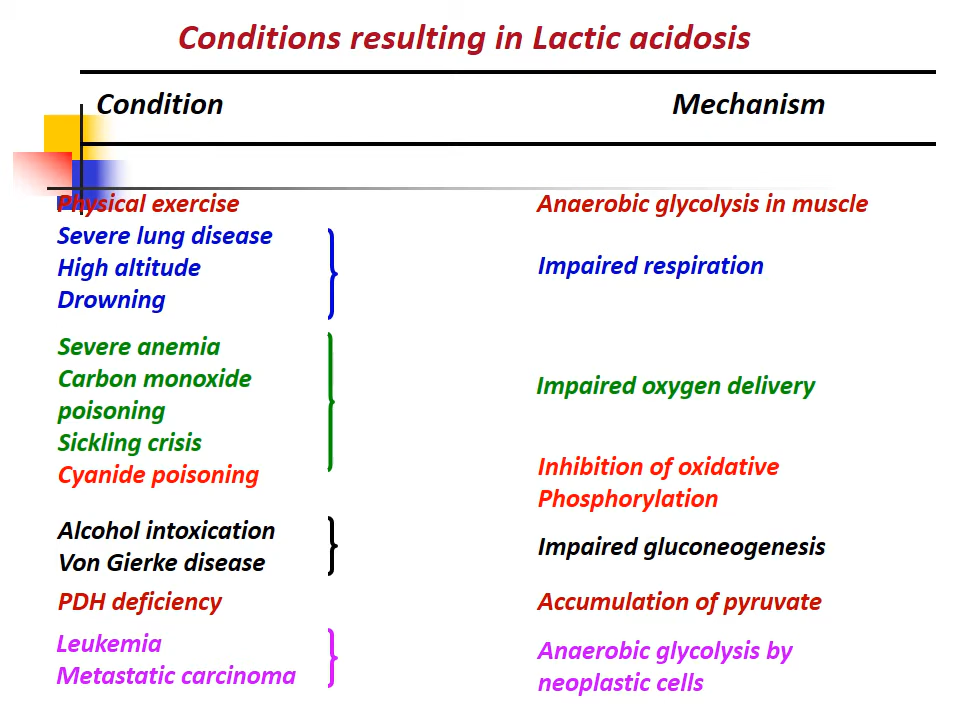 Conditions resulting in Lactic acidosis
Condition Mechanism
Physical exercise Anaerobic glycolysis in muscle
Severe lung disease
High altitude Impaired respiration
Drowning
Severe anemia
Carbon monoxide Impaired oxygen delivery
poisoning
Sickling crisis
Cyanide poisoning Inhibition of oxidative
Phosphorylation
Alcohol intoxication
Von Gierke disease Impaired gluconeogenesis
PDH deficiency Accumulation of pyruvate
Leukemia Anaerobic glycolysis by
Metastatic carcinoma neoplastic cells